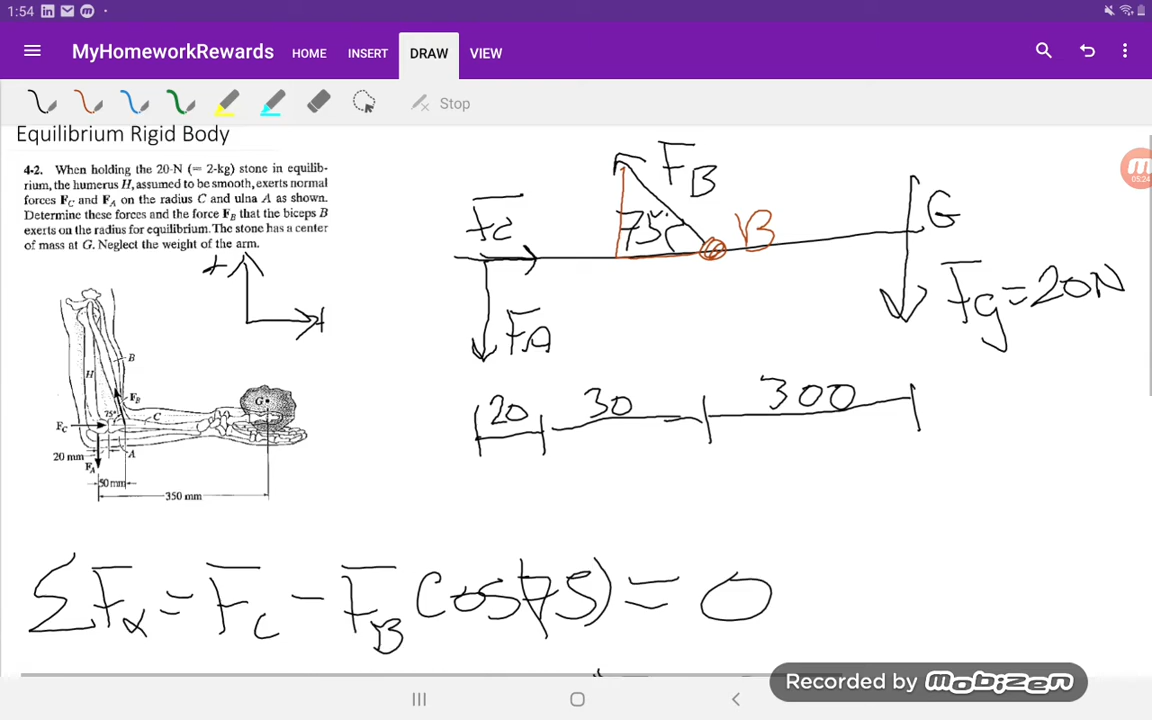 1:54
MyHomeworkRewards HOME INSERT DRAW VIEW
Stop
05:24
Equilibrium Rigid Body
4-2. When holding the 20-N (= 2-kg) stone in equilib-
rium, the humerus H, assumed to be smooth, exerts normal
forces FC and FA on the radius C and ulna A as shown.
Determine these forces and the force FB that the biceps B
exerts on the radius for equilibrium. The stone has a center
of mass at G. Neglect the weight of the arm.
+
+
B
H
FB
G
75°
C
FC
20 mm
A
FA
50 mm
350 mm
FB
75°
B
FC
G
FA
Fg=20N
20 30 300
ΣFx = FC - FB Cos(75) = 0
Recorded by mobizen